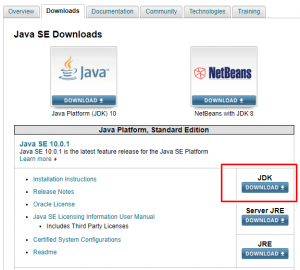 Overview
Downloads
Documentation
Community
Technologies
Training
Java SE Downloads
Java
NetBeans
DOWNLOAD
DOWNLOAD
Java Platform (JDK) 10
NetBeans with JDK 8
Java Platform, Standard Edition
Java SE 10.0.1
Java SE 10.0.1 is the latest feature release for the Java SE Platform
Learn more
Installation Instructions
Release Notes
Oracle License
Java SE Licensing Information User Manual
Includes Third Party Licenses
Certified System Configurations
Readme
JDK
DOWNLOAD
Server JRE
DOWNLOAD
JRE
DOWNLOAD